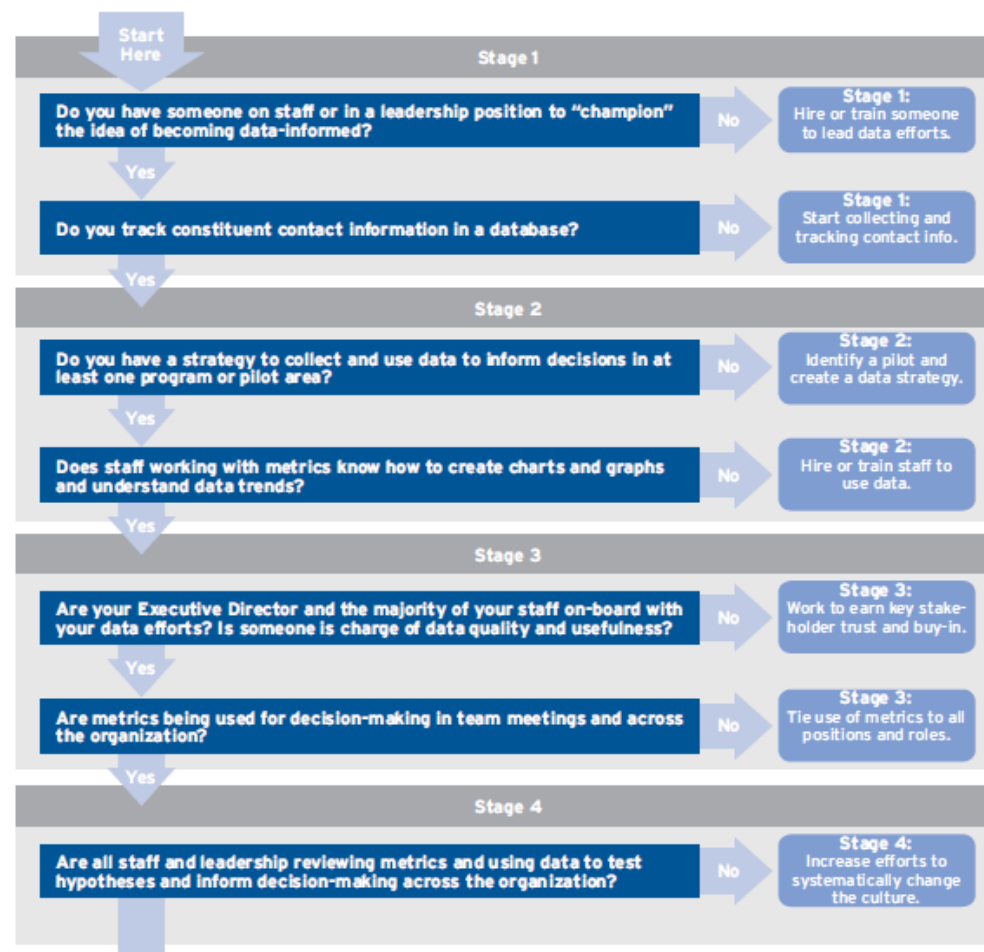 Start
Here
Stage 1
Do you have someone on staff or in a leadership position to “champion”
the idea of becoming data-informed?
No
Stage 1:
Hire or train someone
to lead data efforts.
Yes
Do you track constituent contact information in a database?
No
Stage 1:
Start collecting and
tracking contact info.
Yes
Stage 2
Do you have a strategy to collect and use data to inform decisions in at
least one program or pilot area?
No
Stage 2:
Identify a pilot and
create a data strategy.
Yes
Does staff working with metrics know how to create charts and graphs
and understand data trends?
No
Stage 2:
Hire or train staff to
use data.
Yes
Stage 3
Are your Executive Director and the majority of your staff on-board with
your data efforts? Is someone is charge of data quality and usefulness?
No
Stage 3:
Work to earn key stake-
holder trust and buy-in.
Yes
Are metrics being used for decision-making in team meetings and across
the organization?
No
Stage 3:
Tie use of metrics to all
positions and roles.
Yes
Stage 4
Are all staff and leadership reviewing metrics and using data to test
hypotheses and inform decision-making across the organization?
No
Stage 4:
Increase efforts to
systematically change
the culture.